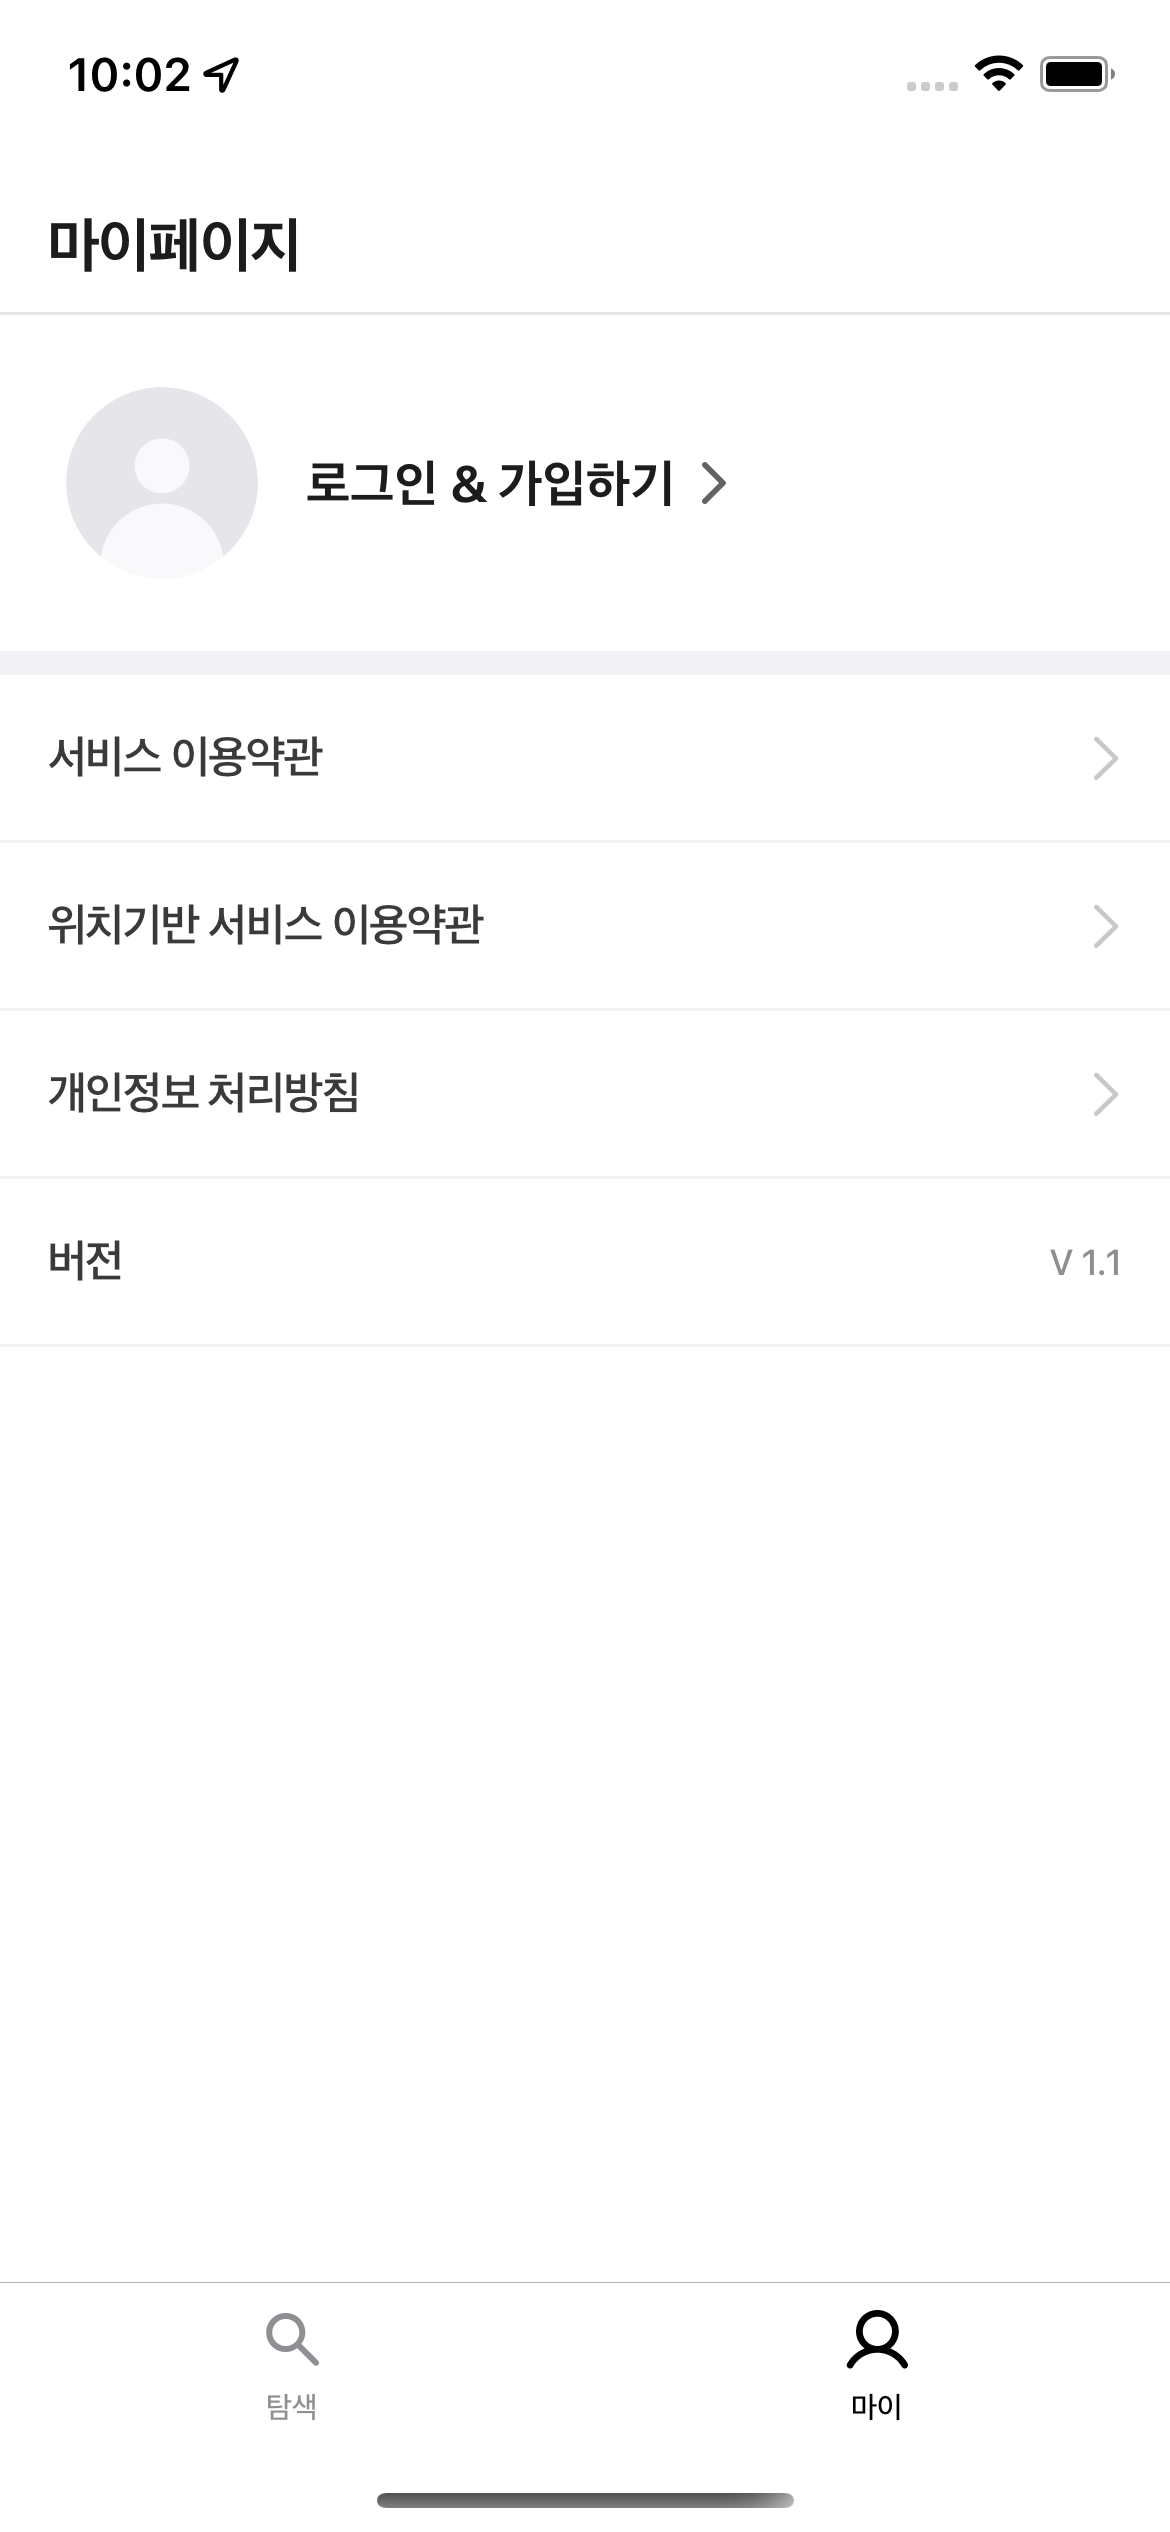 10:02
마이페이지
로그인 & 가입하기
서비스 이용약관
위치기반 서비스 이용약관
개인정보 처리방침
버전 V 1.1
탐색 마이